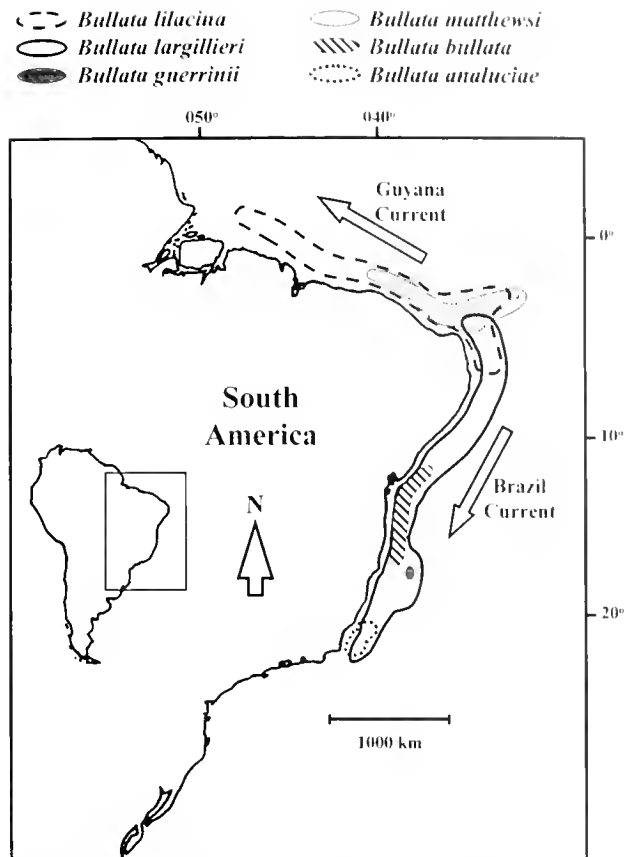 Bullata lilacina
Bullata matthewsi
Bullata largillieri
Bullata bullata
Bullata guerrinii
Bullata analuciae
050°
040°
Guyana
Current
0°
South
America
10°
N
Brazil
Current
20°
1000 km